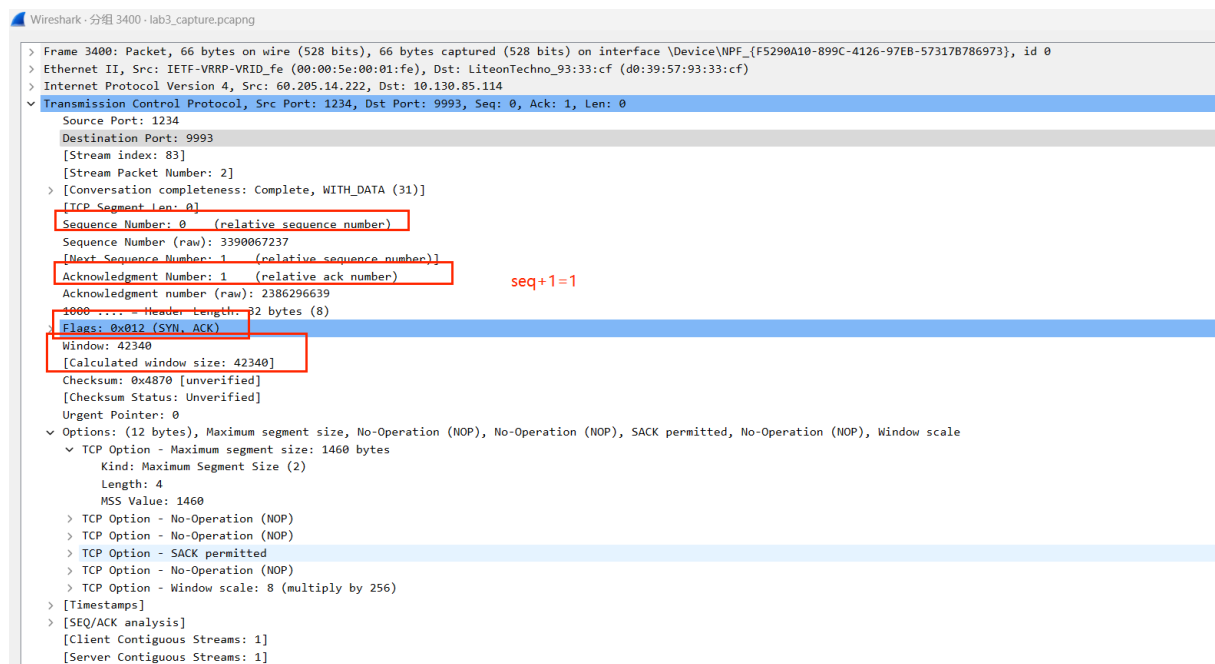 Wireshark · 分组 3400 · lab3_capture.pcapng
> Frame 3400: Packet, 66 bytes on wire (528 bits), 66 bytes captured (528 bits) on interface \Device\NPF_{F5290A10-899C-4126-97EB-57317B786973}, id 0
> Ethernet II, Src: IETF-VRRP-VRID_fe (00:00:5e:00:01:fe), Dst: LiteonTechno_93:33:cf (d0:39:57:93:33:cf)
> Internet Protocol Version 4, Src: 60.205.14.222, Dst: 10.130.85.114
Transmission Control Protocol, Src Port: 1234, Dst Port: 9993, Seq: 0, Ack: 1, Len: 0
Source Port: 1234
Destination Port: 9993
[Stream index: 83]
[Stream Packet Number: 2]
> [Conversation completeness: Complete, WITH_DATA (31)]
[TCP Segment Len: 0]
Sequence Number: 0    (relative sequence number)
Sequence Number (raw): 3390067237
[Next Sequence Number: 1    (relative sequence number)]
Acknowledgment Number: 1    (relative ack number)
seq+1=1
Acknowledgment number (raw): 2386296639
1000 .... = Header Length: 32 bytes (8)
> Flags: 0x012 (SYN, ACK)
Window: 42340
[Calculated window size: 42340]
Checksum: 0x4870 [unverified]
[Checksum Status: Unverified]
Urgent Pointer: 0
Options: (12 bytes), Maximum segment size, No-Operation (NOP), No-Operation (NOP), SACK permitted, No-Operation (NOP), Window scale
TCP Option - Maximum segment size: 1460 bytes
Kind: Maximum Segment Size (2)
Length: 4
MSS Value: 1460
> TCP Option - No-Operation (NOP)
> TCP Option - No-Operation (NOP)
> TCP Option - SACK permitted
> TCP Option - No-Operation (NOP)
> TCP Option - Window scale: 8 (multiply by 256)
> [Timestamps]
> [SEQ/ACK analysis]
[Client Contiguous Streams: 1]
[Server Contiguous Streams: 1]